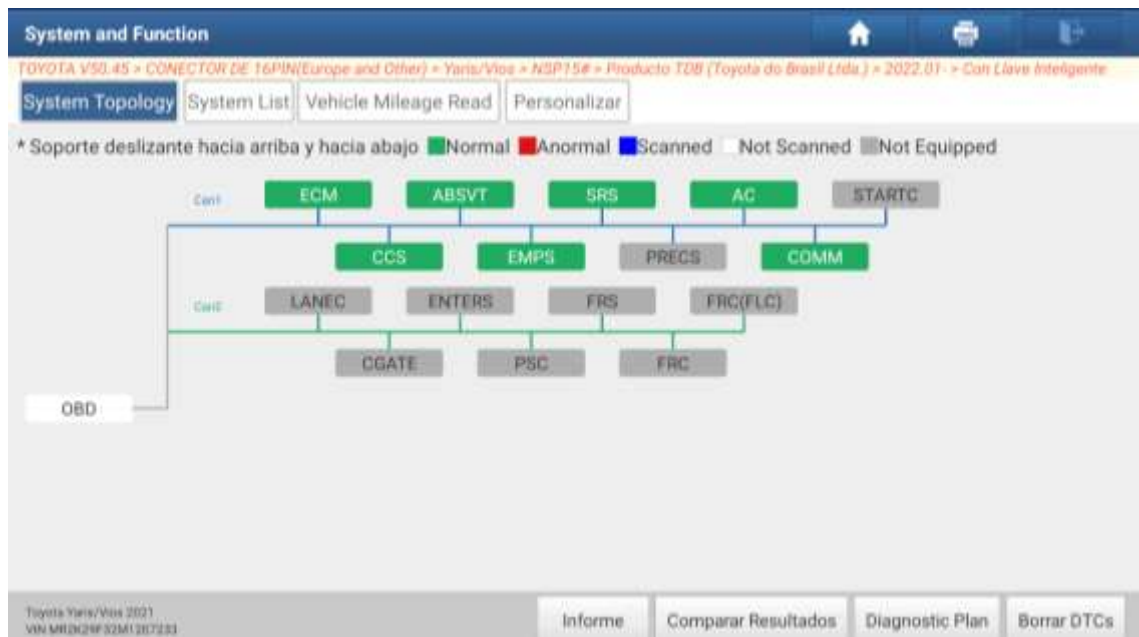 System and Function
TOYOTA V50.45 > CONECTOR DE 16PIN(Europe and Other) > Yaris/Vios > NSP15# > Producto TDB (Toyota do Brasil Ltda.) > 2022.01- > Con Llave Inteligente
System Topology System List Vehicle Mileage Read Personalizar
* Soporte deslizante hacia arriba y hacia abajo Normal Anormal Scanned Not Scanned Not Equipped
Can1 ECM ABSVT SRS AC STARTC
CCS EMPS PRECS COMM
Can2 LANEC ENTERS FRS FRC(FLC)
CGATE PSC FRC
OBD
Toyota Yaris/Vios 2021
VIN
Informe Comparar Resultados Diagnostic Plan Borrar DTCs